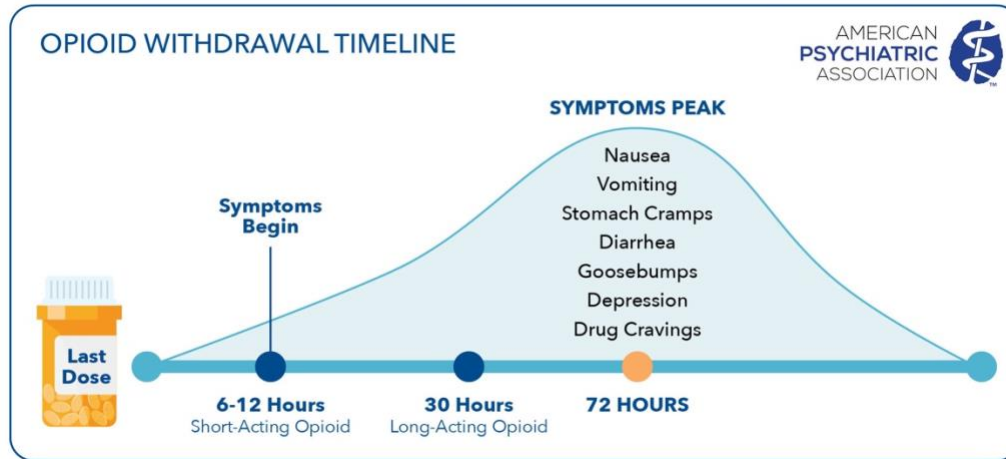 OPIOID WITHDRAWAL TIMELINE
AMERICAN
PSYCHIATRIC
ASSOCIATION
TM
SYMPTOMS PEAK
Nausea
Vomiting
Stomach Cramps
Diarrhea
Goosebumps
Depression
Drug Cravings
Symptoms
Begin
Last
Dose
6-12 Hours
Short-Acting Opioid
30 Hours
Long-Acting Opioid
72 HOURS